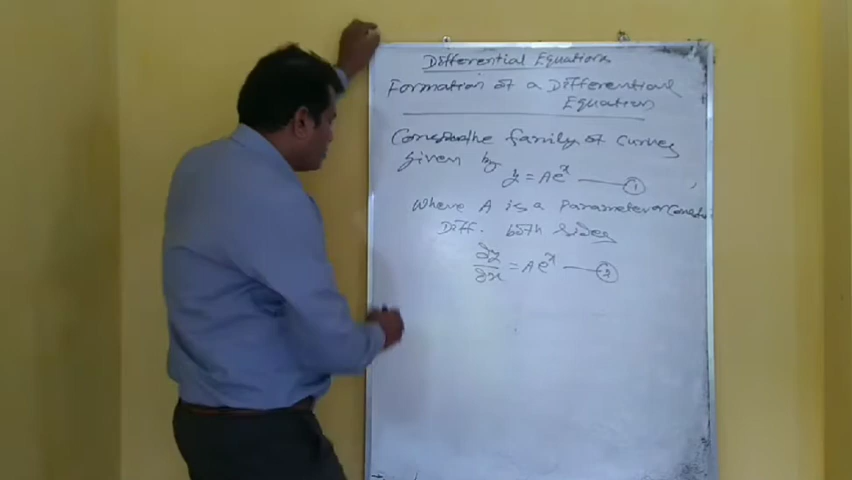 Differential Equations
Formation of a Differential
Equation
Consider the family of curves
given by
y = Ae^x —— (1)
Where A is a Parameter or Const
Diff. both sides
dy/dx = Ae^x —— (2)